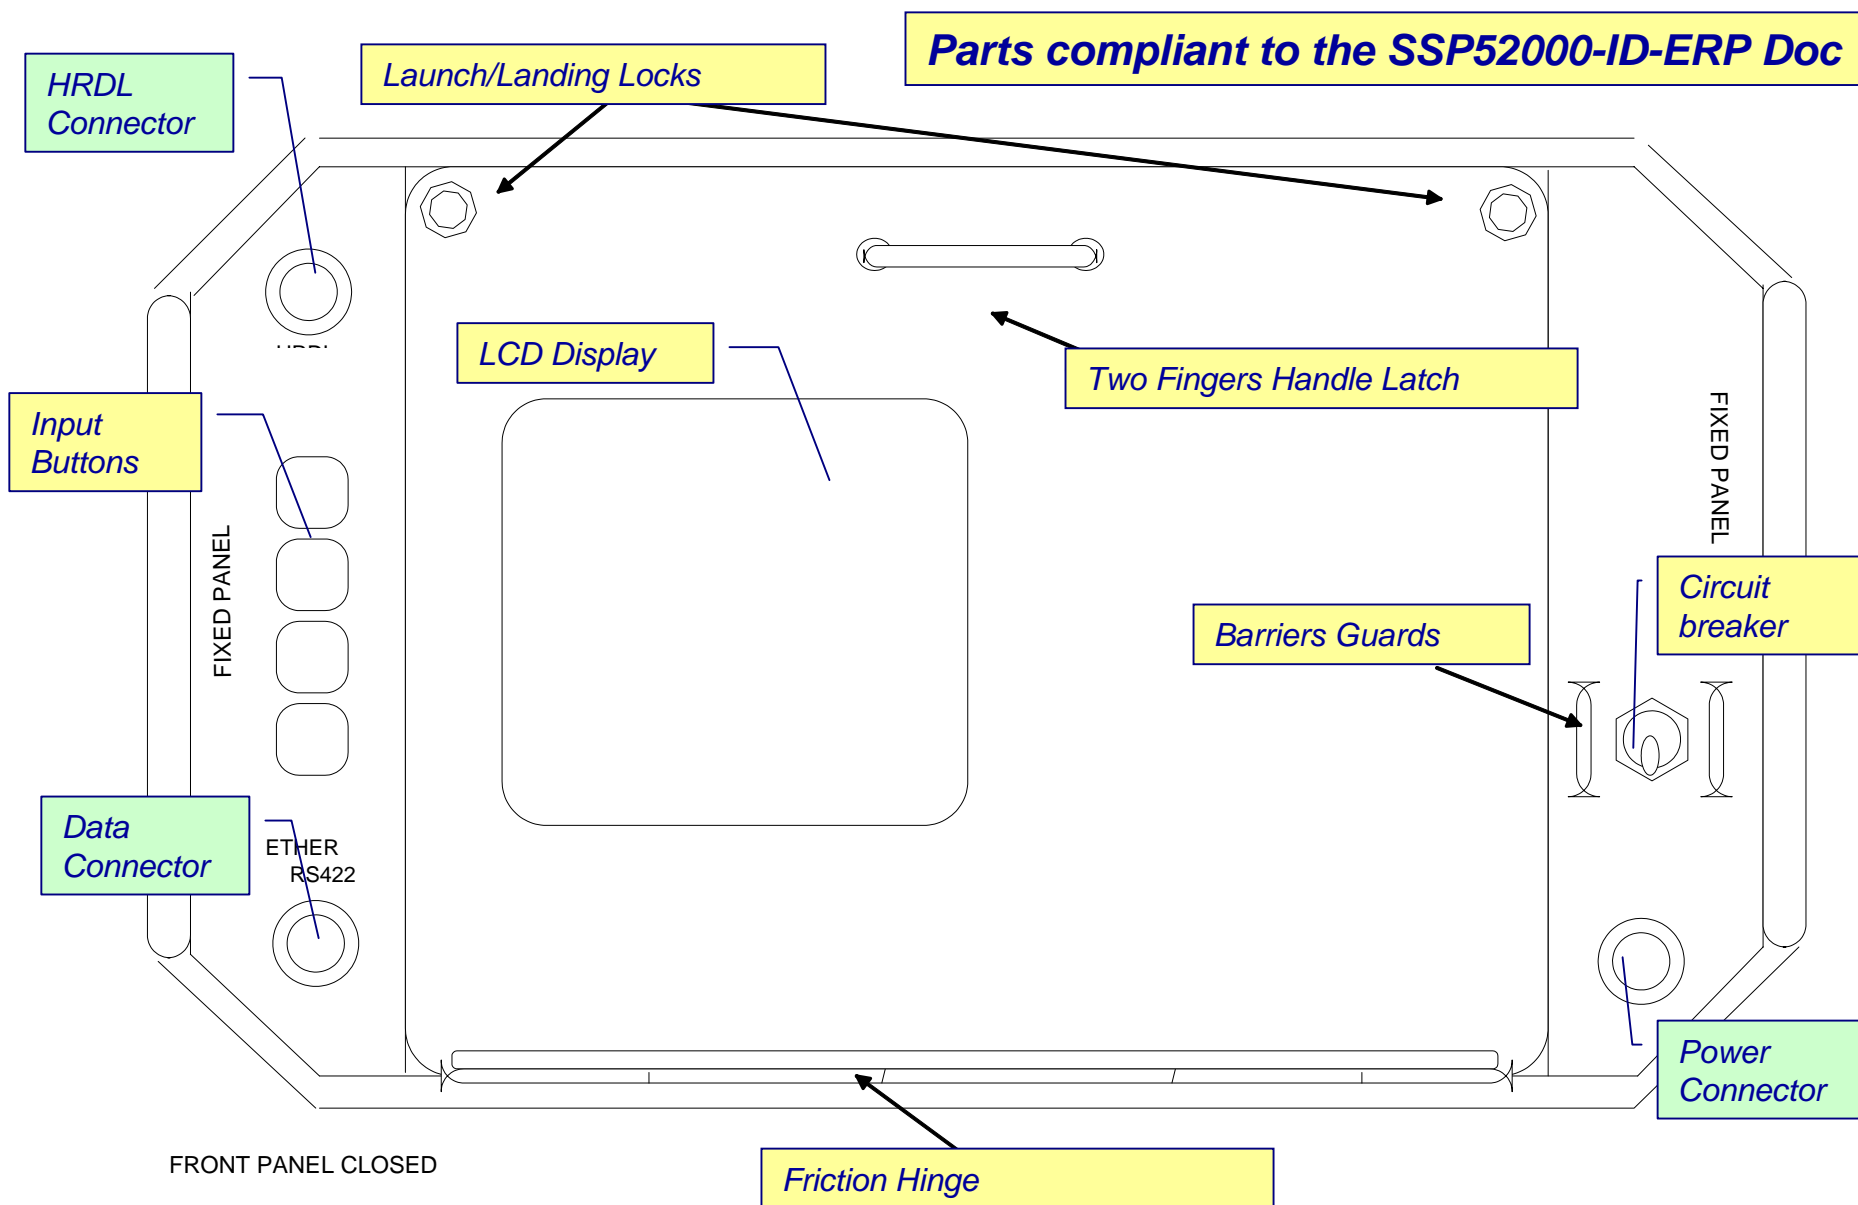 Parts compliant to the SSP52000-ID-ERP Doc
HRDL
Connector
Launch/Landing Locks
LCD Display
Two Fingers Handle Latch
Input
Buttons
FIXED PANEL
FIXED PANEL
Circuit
breaker
Barriers Guards
Data
Connector
ETHER
RS422
Power
Connector
FRONT PANEL CLOSED
Friction Hinge